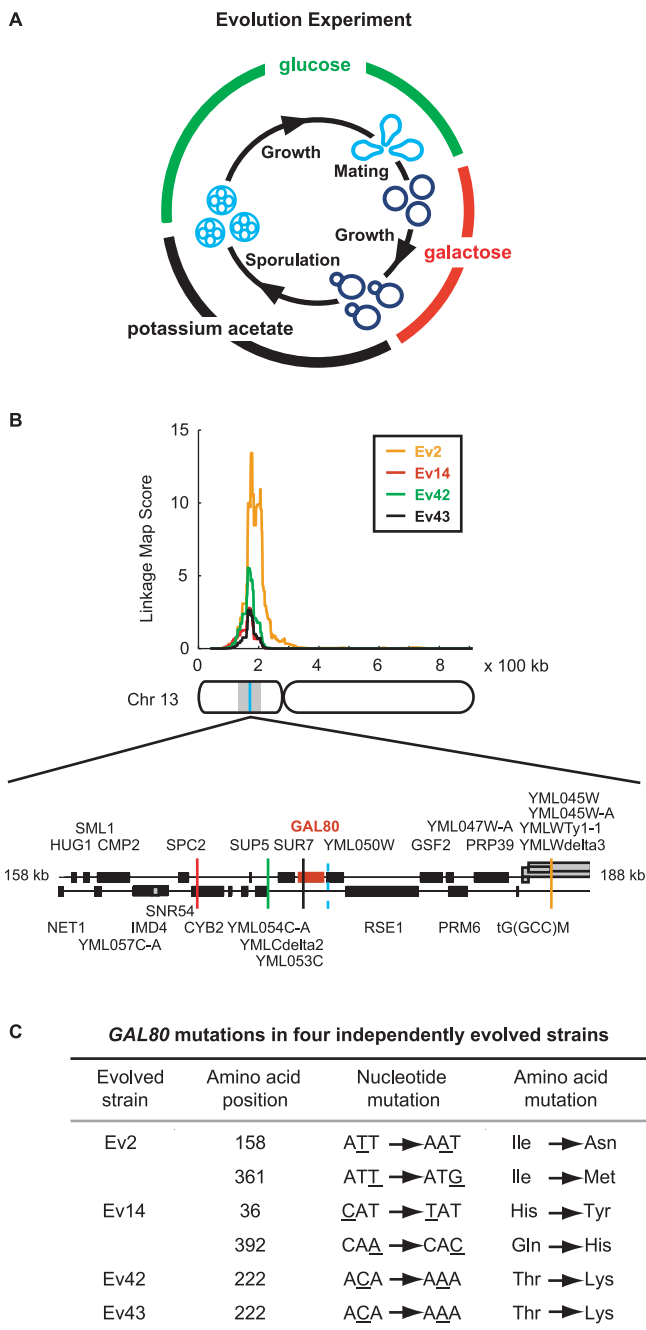 A
Evolution Experiment
glucose
Growth
Mating
Growth
galactose
Sporulation
potassium acetate
B
Linkage Map Score
15
10
5
0
Ev2
Ev14
Ev42
Ev43
0 2 4 6 8 x 100 kb
Chr 13
YML045W
YML045W-A
SML1 GAL80 YML047W-A YMLWTy1-1
HUG1 CMP2 SPC2 SUP5 SUR7 YML050W GSF2 PRP39 YMLWdelta3
158 kb 188 kb
SNR54
NET1 IMD4 CYB2 YML054C-A RSE1 PRM6 tG(GCC)M
YML057C-A YMLCdelta2
YML053C
C
GAL80 mutations in four independently evolved strains
Evolved strain Amino acid position Nucleotide mutation Amino acid mutation
Ev2 158 ATT AAT Ile Asn
361 ATT ATG Ile Met
Ev14 36 CAT TAT His Tyr
392 CAA CAC Gln His
Ev42 222 ACA AAA Thr Lys
Ev43 222 ACA AAA Thr Lys